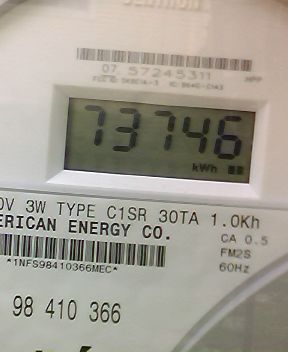 07 57245311
73746
kWh
0V 3W TYPE C1SR 30TA 1.0Kh
ERICAN ENERGY CO.
CA 0.5
FM2S
*1NFS98410366MEC*
60Hz
98 410 366